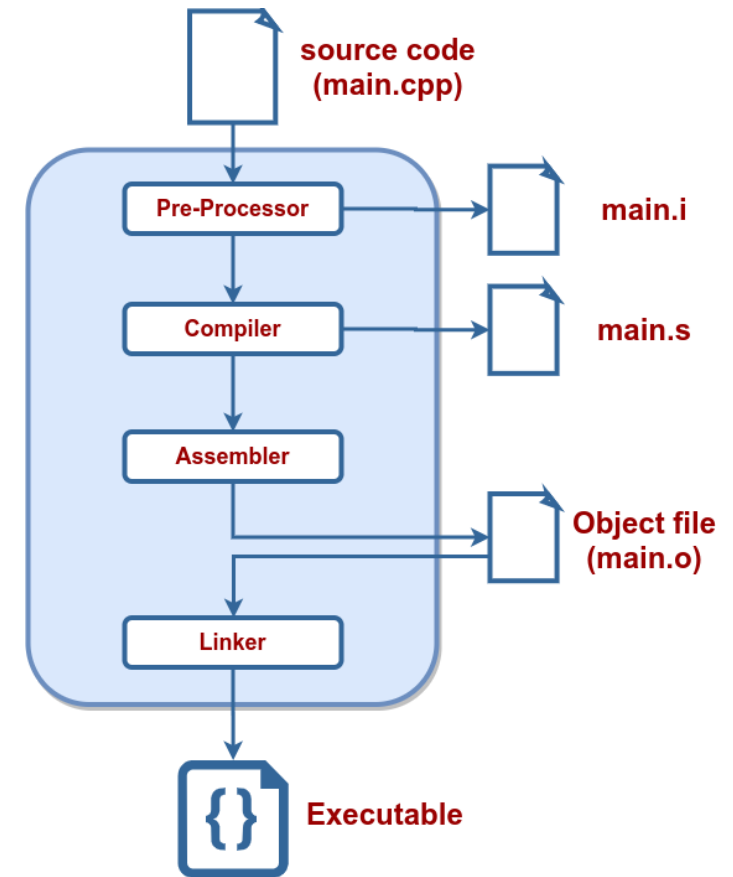 source code
(main.cpp)
Pre-Processor
main.i
Compiler
main.s
Assembler
Object file
(main.o)
Linker
{}
Executable